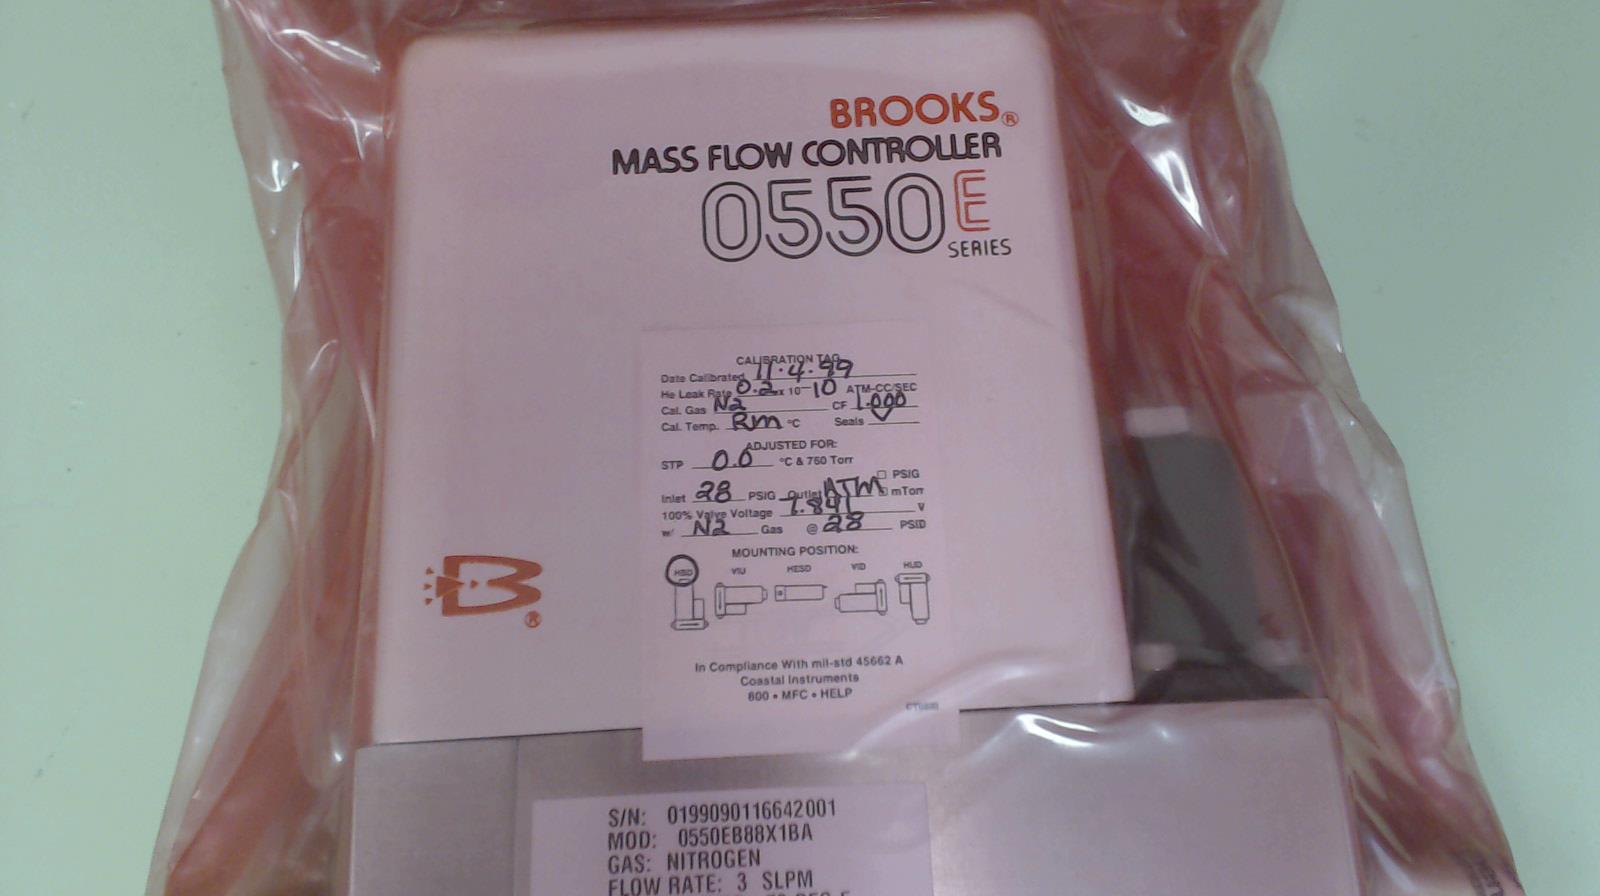 BROOKS®
MASS FLOW CONTROLLER
0550E
SERIES
CALIBRATION TAG
Date Calibrated 11.4.99
He Leak Rate 0.2 x 10 -10 ATM-CC/SEC
Cal. Gas N2 CF 1.000
Cal. Temp. Rm °C Seals V
ADJUSTED FOR:
STP 0.0 °C & 760 Torr
Inlet 28 PSIG Outlet ATM PSIG
mTorr
100% Valve Voltage 7.841 V
w/ N2 Gas @ 28 PSID
MOUNTING POSITION:
HBD VIU HESD VID HUD
B®
In Compliance With mil-std 45662 A
Coastal Instruments
800 • MFC • HELP
S/N: 0199090116642001
MOD: 0550EB88X1BA
GAS: NITROGEN
FLOW RATE: 3 SLPM